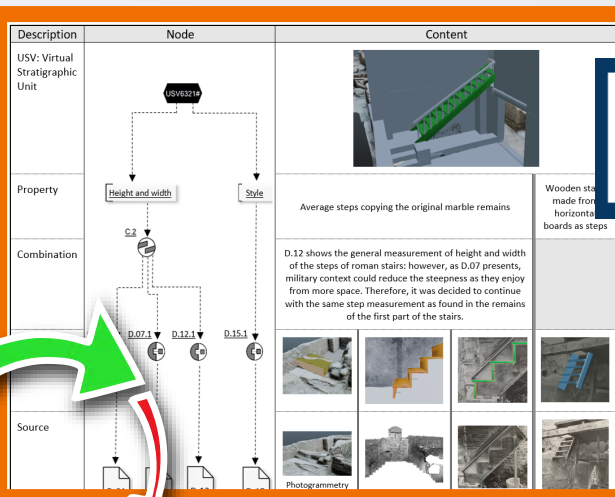 Description Node Content
USV: Virtual
Stratigraphic
Unit
USV6321#
Property
Height and width
Style
Average steps copying the original marble remains
Wooden
made from
boards as steps
C.2
Combination
D.12 shows the general measurement of height and width
of the steps of roman stairs: however, as D.07 presents,
military context could reduce the steepness as they enjoy
from more space. Therefore, it was decided to continue
with the same step measurement as found in the remains
of the first part of the stairs.
D.07.1 D.12.1 D.15.1
Source
Photogrammetry